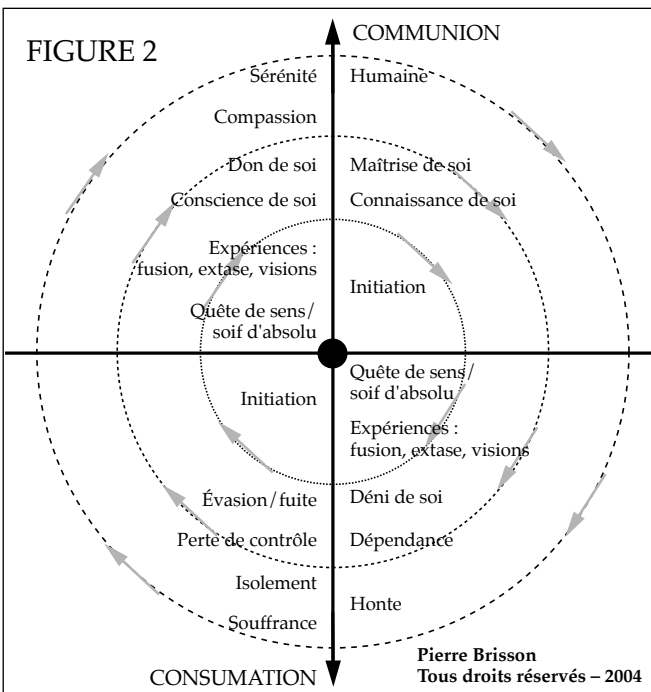 FIGURE 2
COMMUNION
Sérénité
Humaine
Compassion
Don de soi
Maîtrise de soi
Conscience de soi
Connaissance de soi
Expériences :
fusion, extase, visions
Initiation
Quête de sens/
soif d'absolu
Quête de sens/
soif d'absolu
Initiation
Expériences :
fusion, extase, visions
Évasion/fuite
Déni de soi
Perte de contrôle
Dépendance
Isolement
Honte
Souffrance
CONSUMATION
Pierre Brisson
Tous droits réservés – 2004